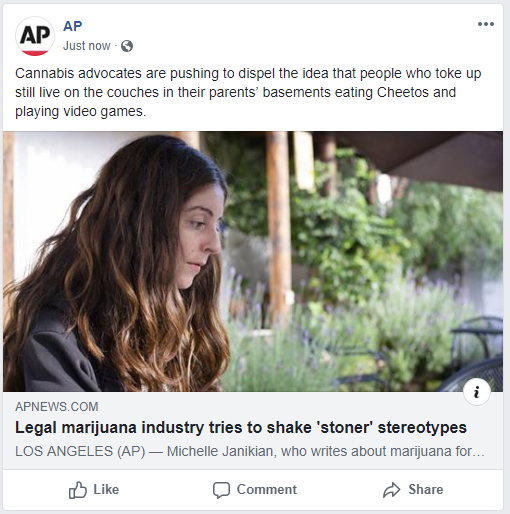 AP
AP
Just now ·
Cannabis advocates are pushing to dispel the idea that people who toke up
still live on the couches in their parents’ basements eating Cheetos and
playing video games.
i
APNEWS.COM
Legal marijuana industry tries to shake 'stoner' stereotypes
LOS ANGELES (AP) — Michelle Janikian, who writes about marijuana for…
Like Comment Share